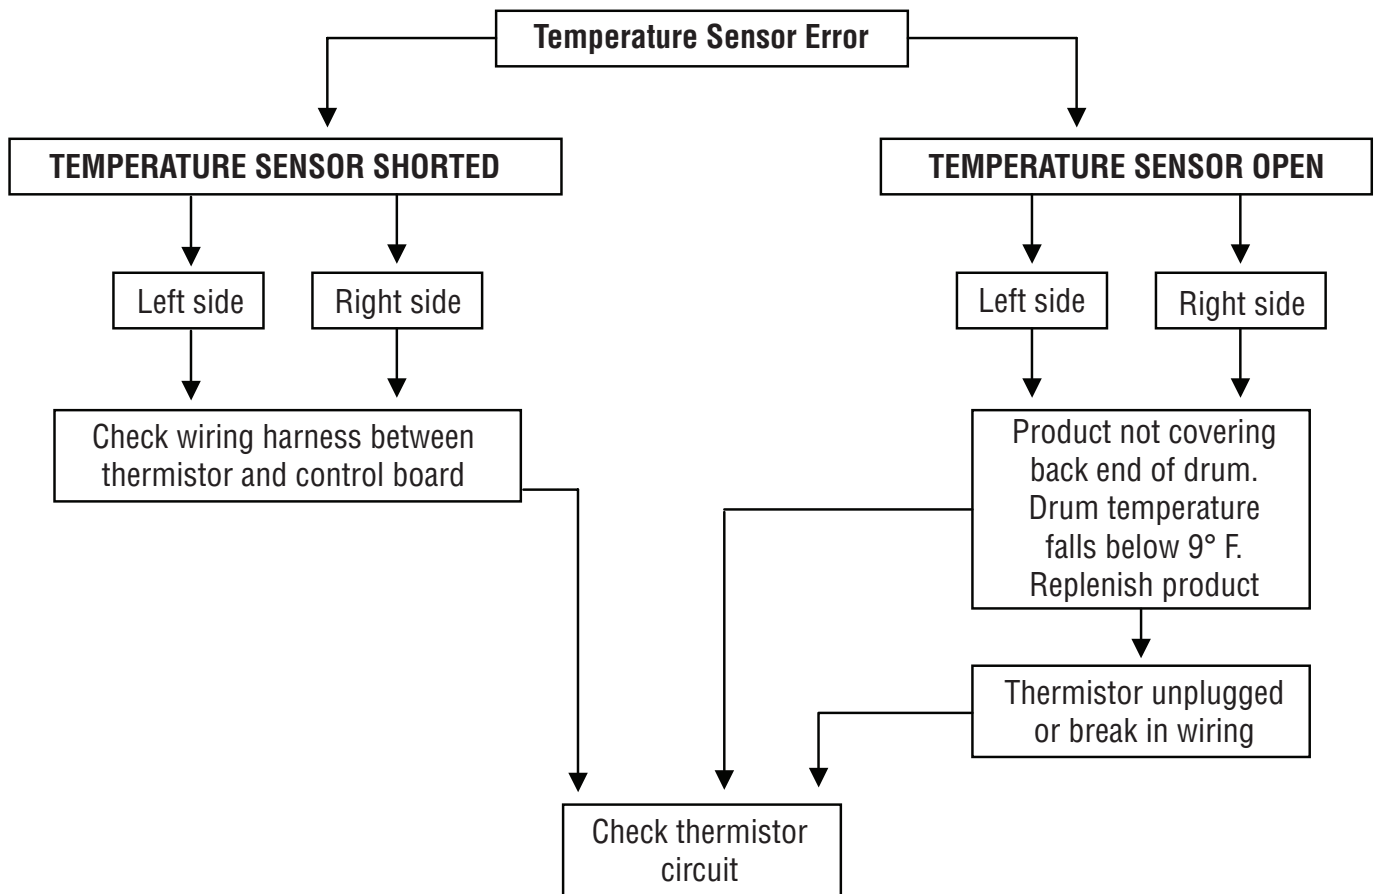 Temperature Sensor Error
TEMPERATURE SENSOR SHORTED
TEMPERATURE SENSOR OPEN
Left side
Right side
Left side
Right side
Check wiring harness between
thermistor and control board
Product not covering
back end of drum.
Drum temperature
falls below 9° F.
Replenish product
Thermistor unplugged
or break in wiring
Check thermistor
circuit